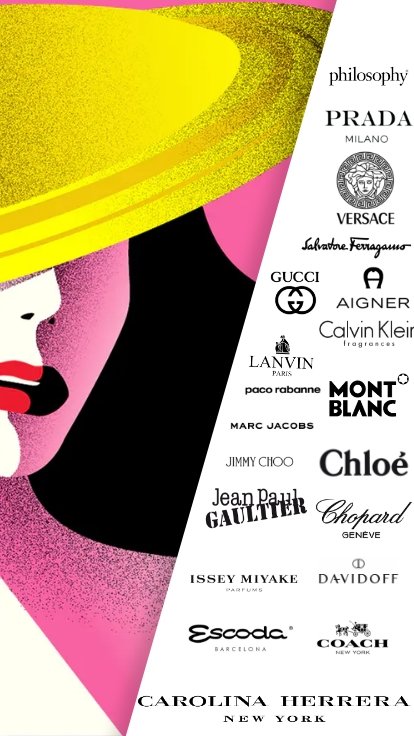 philosophy®
PRADA
MILANO
VERSACE
Salvatore Ferragamo
GUCCI
AIGNER
Calvin Klein
fragrances
LANVIN
PARIS
paco rabanne
MONT
BLANC
MARC JACOBS
JIMMY CHOO
Chloé
Jean Paul
GAULTIER
Chopard
GENÈVE
ISSEY MIYAKE
PARFUMS
DAVIDOFF
Escoda®
BARCELONA
COACH
NEW YORK
CAROLINA HERRERA
NEW YORK